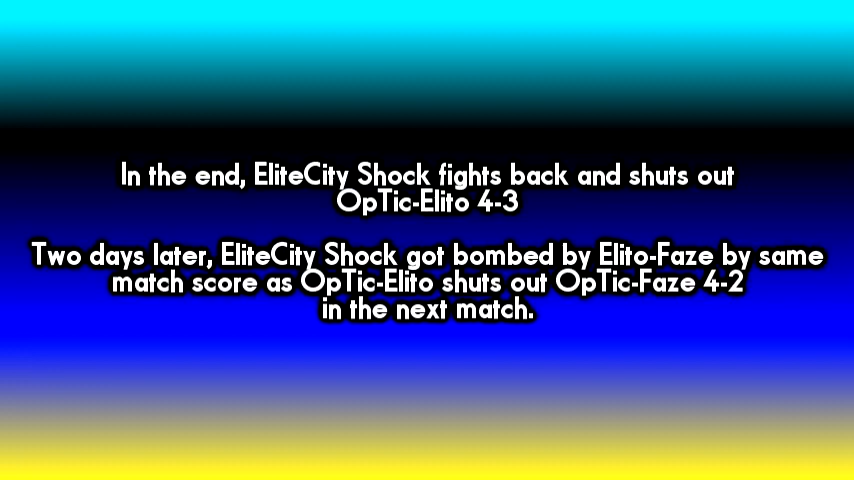 In the end, EliteCity Shock fights back and shuts out
OpTic-Elito 4-3
Two days later, EliteCity Shock got bombed by Elito-Faze by same
match score as OpTic-Elito shuts out OpTic-Faze 4-2
in the next match.